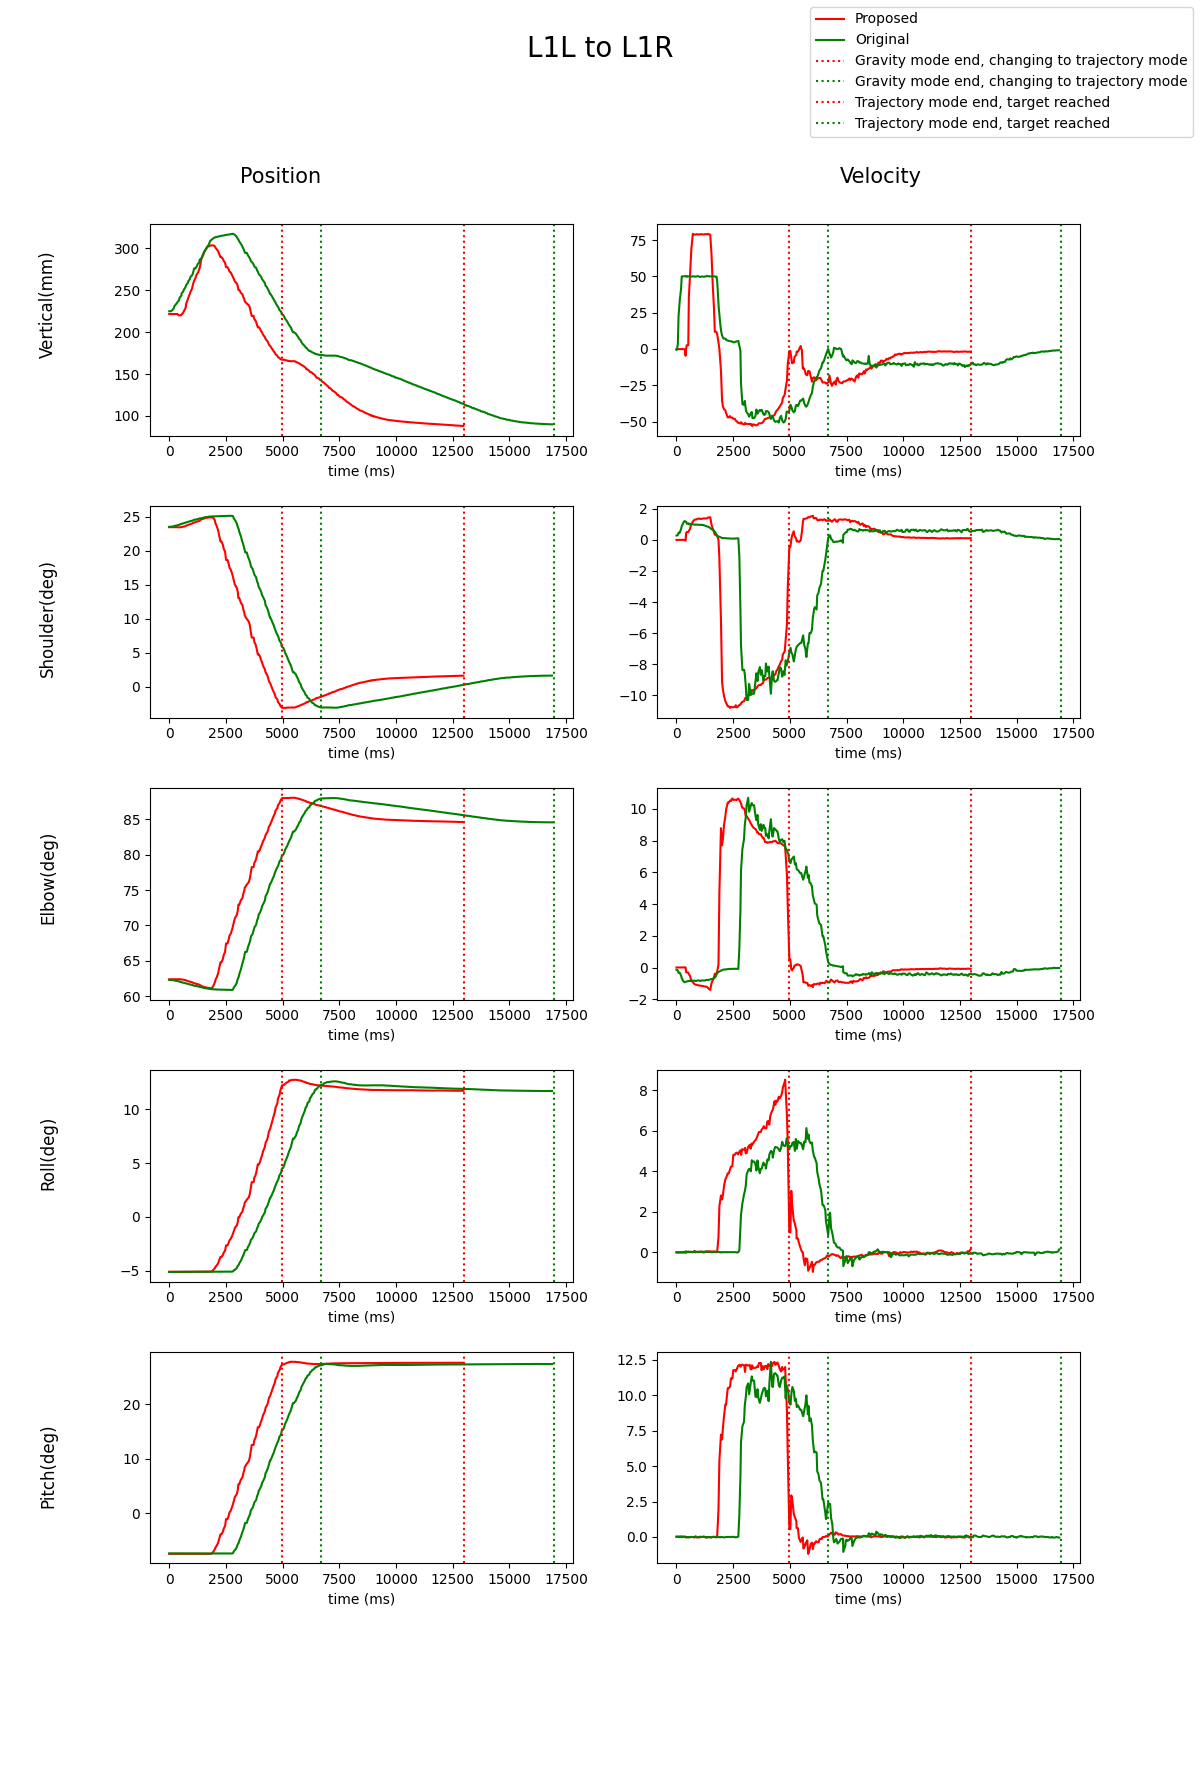 L1L to L1R
Proposed
Original
Gravity mode end, changing to trajectory mode
Gravity mode end, changing to trajectory mode
Trajectory mode end, target reached
Trajectory mode end, target reached
Position
Velocity
Vertical(mm)
300
250
200
150
100
0 2500 5000 7500 10000 12500 15000 17500
time (ms)
75
50
25
0
−25
−50
0 2500 5000 7500 10000 12500 15000 17500
time (ms)
Shoulder(deg)
25
20
15
10
5
0
0 2500 5000 7500 10000 12500 15000 17500
time (ms)
2
0
−2
−4
−6
−8
−10
0 2500 5000 7500 10000 12500 15000 17500
time (ms)
Elbow(deg)
85
80
75
70
65
60
0 2500 5000 7500 10000 12500 15000 17500
time (ms)
10
8
6
4
2
0
−2
0 2500 5000 7500 10000 12500 15000 17500
time (ms)
Roll(deg)
10
5
0
−5
0 2500 5000 7500 10000 12500 15000 17500
time (ms)
8
6
4
2
0
0 2500 5000 7500 10000 12500 15000 17500
time (ms)
Pitch(deg)
20
10
0
0 2500 5000 7500 10000 12500 15000 17500
time (ms)
12.5
10.0
7.5
5.0
2.5
0.0
0 2500 5000 7500 10000 12500 15000 17500
time (ms)